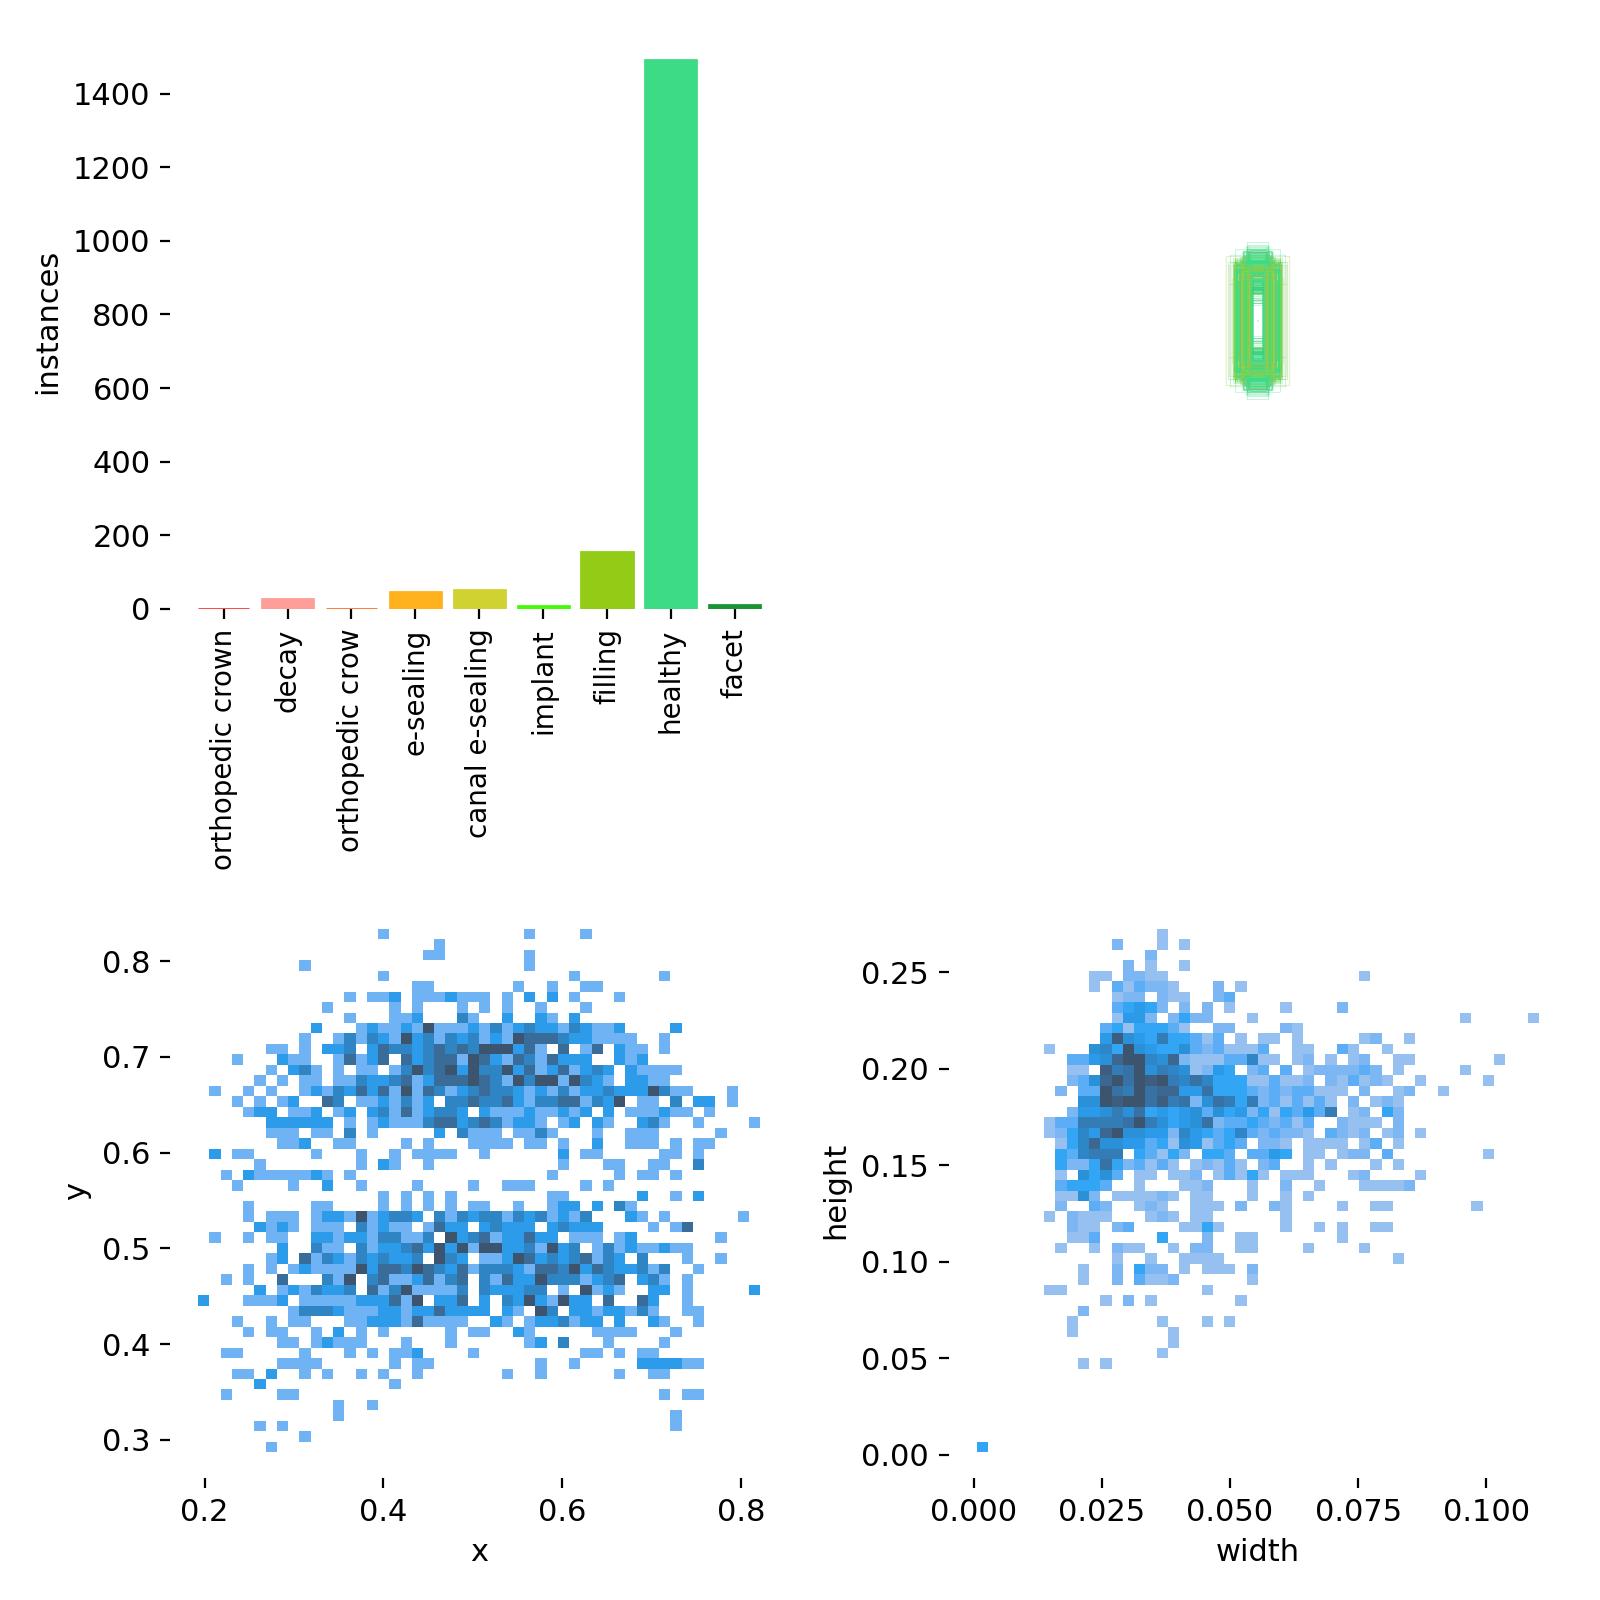 instances
1400
1200
1000
800
600
400
200
0
orthopedic crown
decay
orthopedic crow
e-sealing
canal e-sealing
implant
filling
healthy
facet
y
0.8
0.7
0.6
0.5
0.4
0.3
0.2 0.4 0.6 0.8
x
height
0.25
0.20
0.15
0.10
0.05
0.00
0.000 0.025 0.050 0.075 0.100
width